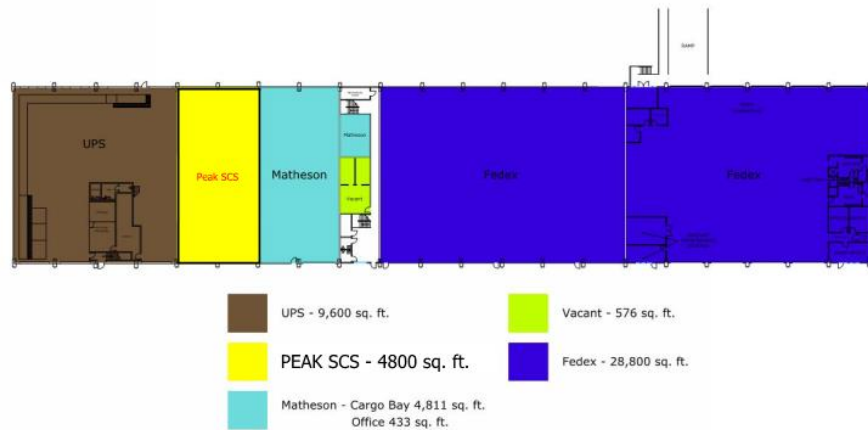 RAMP
UPS
Peak SCS
Matheson
Matheson
Vacant
Fedex
Fedex
UPS - 9,600 sq. ft.
Vacant - 576 sq. ft.
PEAK SCS - 4800 sq. ft.
Fedex - 28,800 sq. ft.
Matheson - Cargo Bay 4,811 sq. ft.
Office 433 sq. ft.